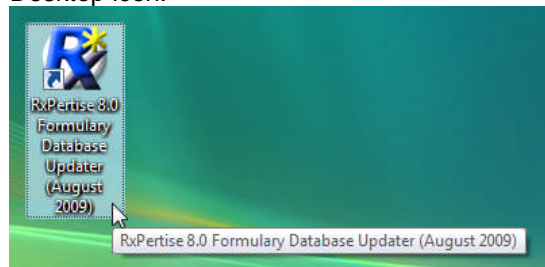 Desktop icon:
RxPertise 8.0
Formulary
Database
Updater
(August
2009)
RxPertise 8.0 Formulary Database Updater (August 2009)